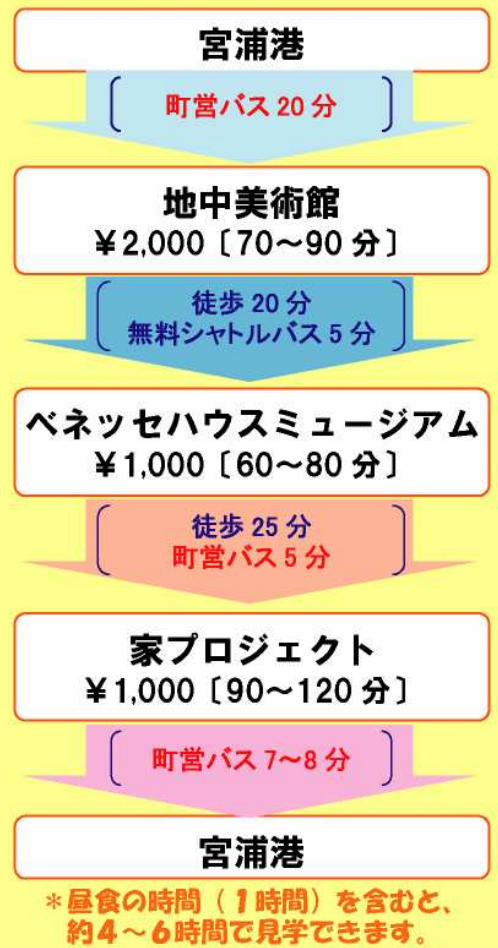 宮浦港
町営バス 20 分
地中美術館
¥2,000〔70～90 分〕
徒歩 20 分
無料シャトルバス 5 分
ベネッセハウスミュージアム
¥1,000〔60～80 分〕
徒歩 25 分
町営バス 5 分
家プロジェクト
¥1,000〔90～120 分〕
町営バス 7～8 分
宮浦港
＊昼食の時間（1時間）を含むと、
約4～6時間で見学できます。